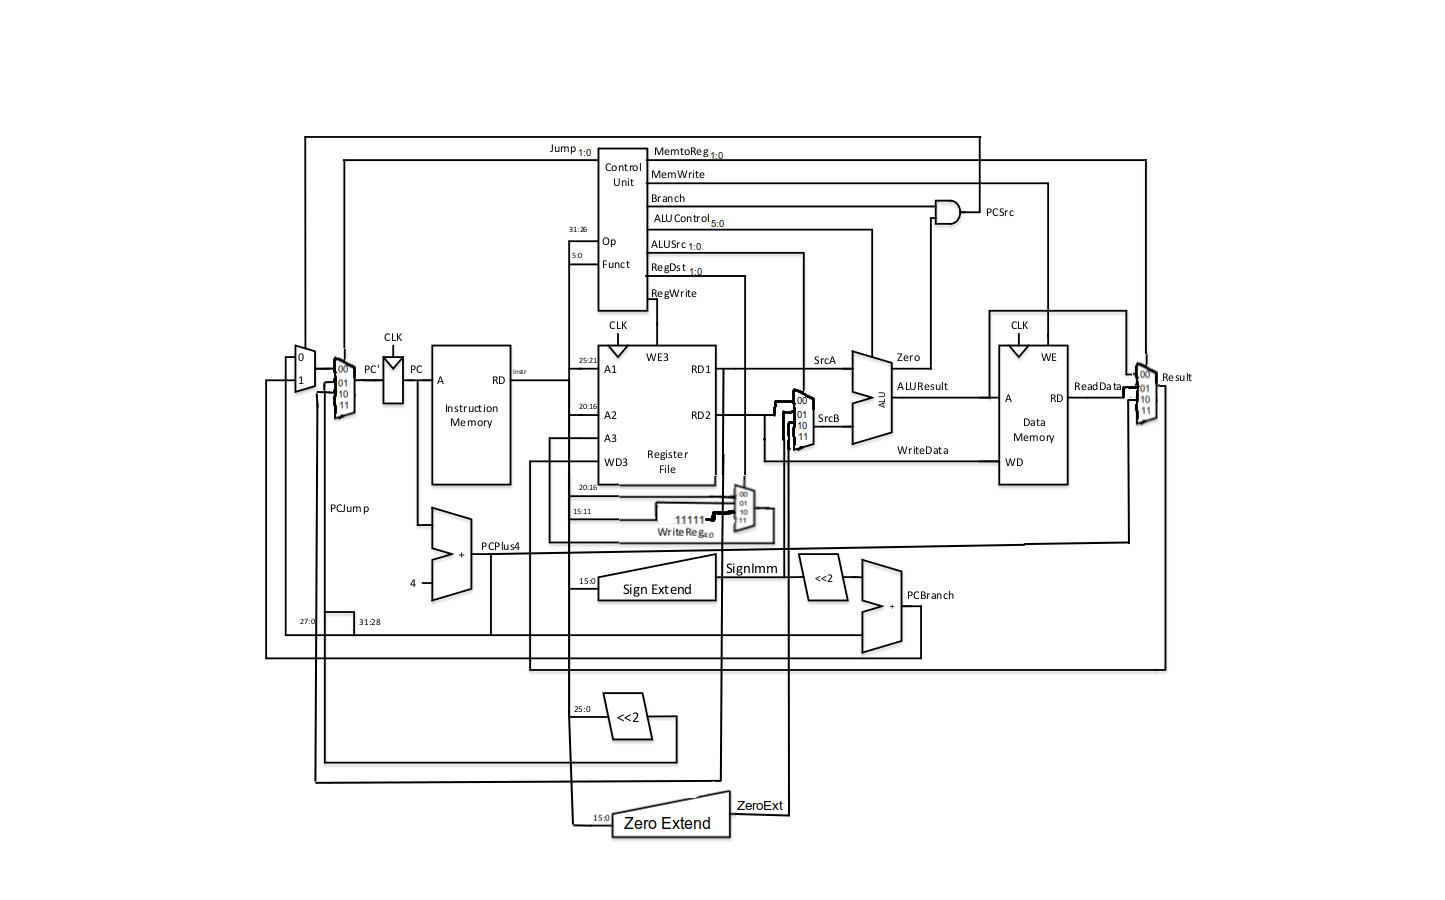 Jump 1:0
MemtoReg 1:0
Control
Unit
MemWrite
Branch
PCSrc
ALUControl 5:0
31:26
Op
ALUSrc 1:0
5:0
Funct
RegDst 1:0
RegWrite
CLK
CLK
CLK
0
1
00
01
10
11
PC'
PC
A
RD
Instr
Instruction
Memory
25:21
A1
WE3
RD1
20:16
A2
RD2
A3
WD3
Register
File
SrcA
00
01
10
11
SrcB
ALU
Zero
ALUResult
WriteData
WE
A
RD
ReadData
Data
Memory
WD
00
01
10
11
Result
20:16
15:11
11111
00
01
10
11
WriteReg4:0
PCJump
PCPlus4
+
4
15:0
Sign Extend
SignImm
<<2
+
PCBranch
27:0
31:28
25:0
<<2
15:0
Zero Extend
ZeroExt